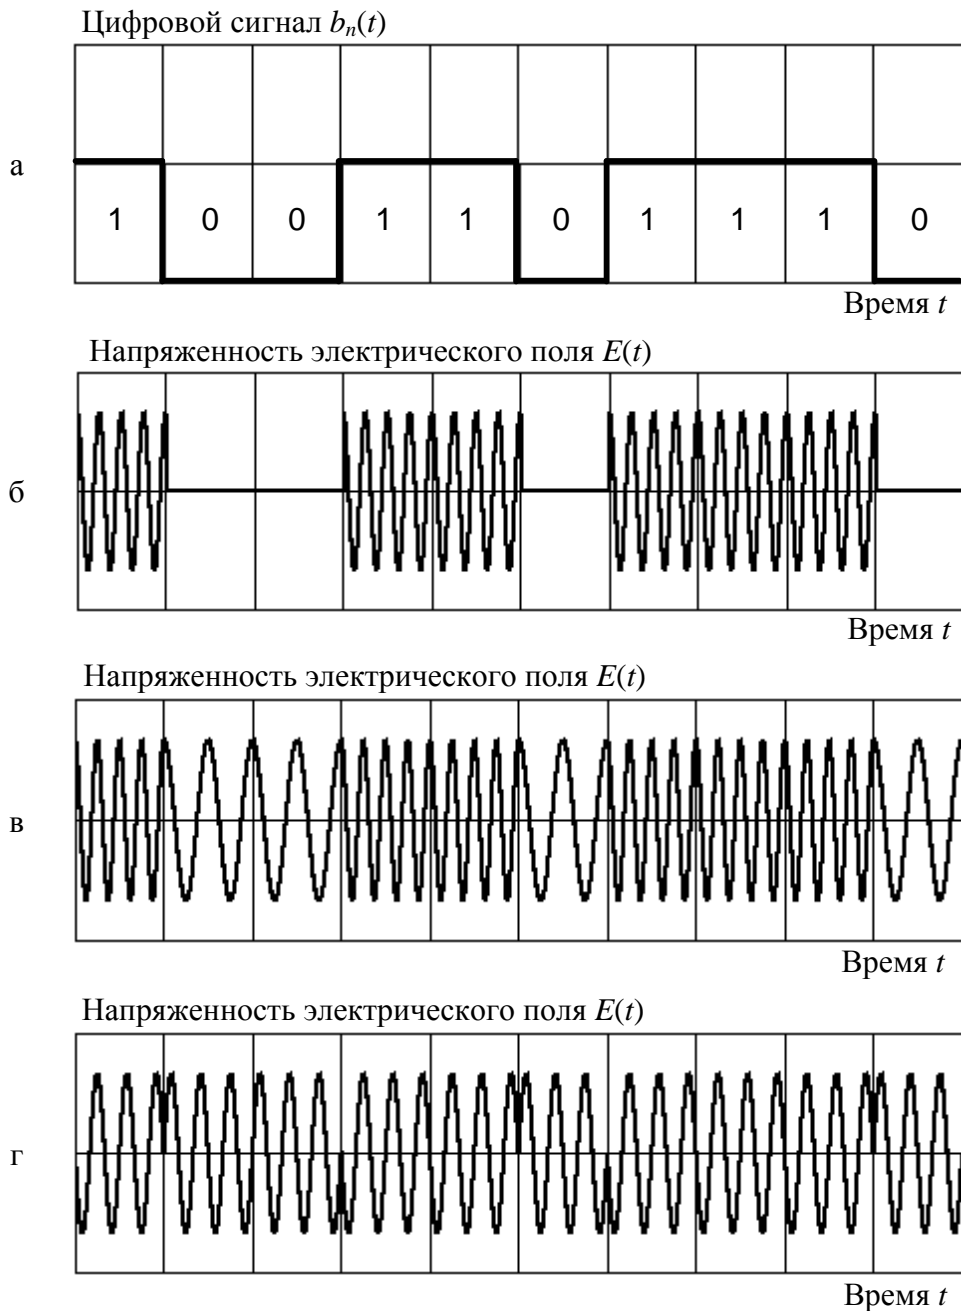 Цифровой сигнал bₙ(t)
а
1 0 0 1 1 0 1 1 1 0
Время t
Напряженность электрического поля E(t)
б
Время t
Напряженность электрического поля E(t)
в
Время t
Напряженность электрического поля E(t)
г
Время t